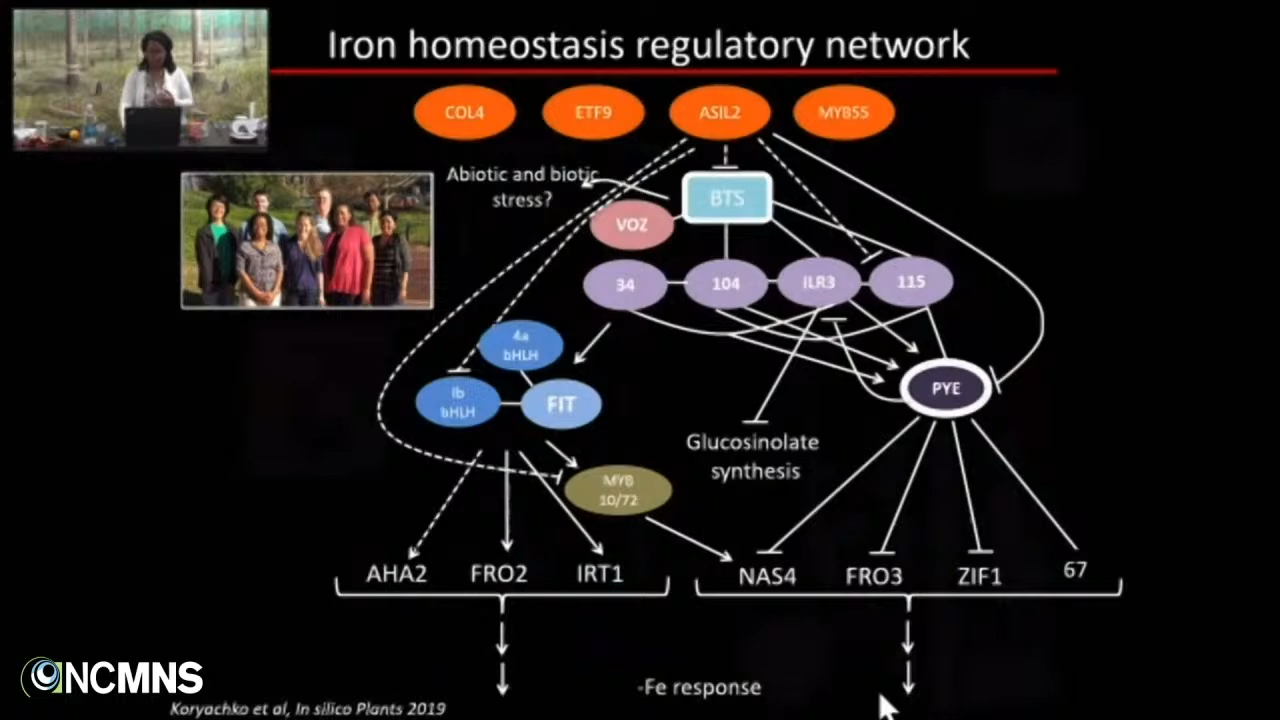 Iron homeostasis regulatory network
COL4
ETF9
ASIL2
MYB55
Abiotic and biotic
stress?
BTS
VOZ
34
104
ILR3
115
4a
bHLH
Ib
bHLH
FIT
PYE
Glucosinolate
synthesis
MYB
10/72
AHA2
FRO2
IRT1
NAS4
FRO3
ZIF1
67
-Fe response
NCMNS
Koryachko et al, In silico Plants 2019